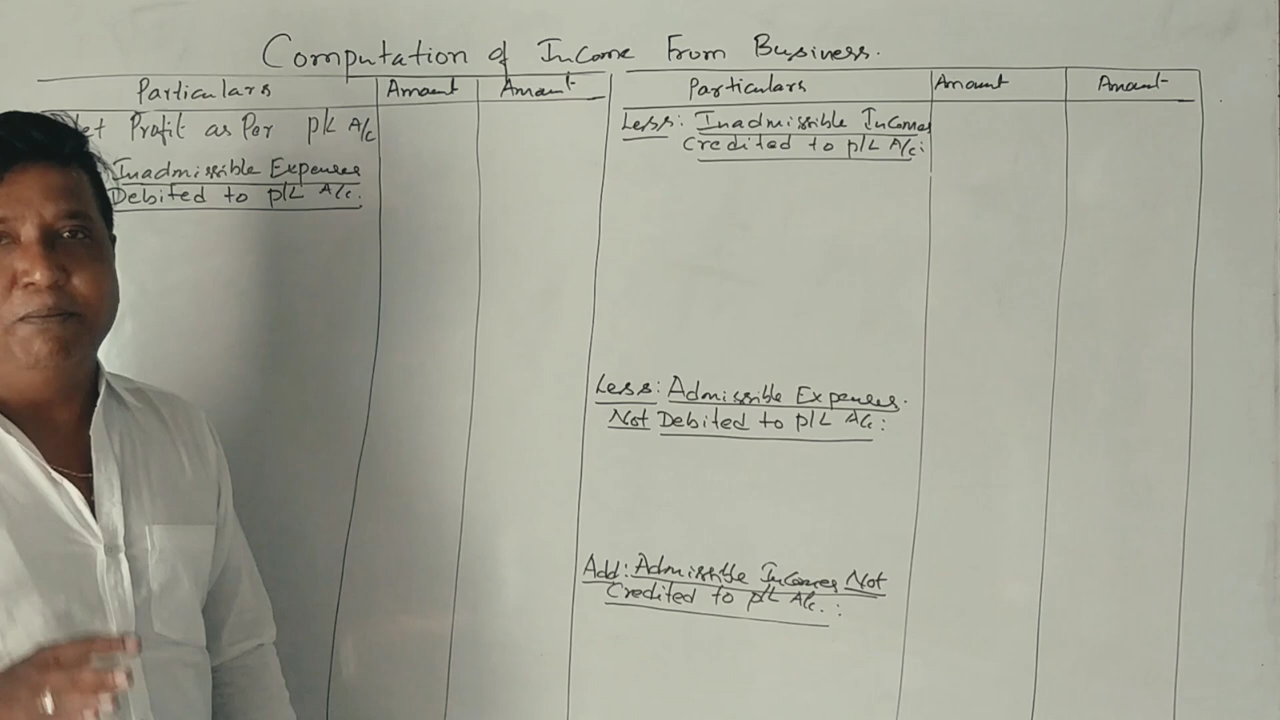 Computation of Income From Business.
Particulars Amount Amount
Profit as Per P/L A/c
Inadmissible Expenses
Debited to P/L A/c.
Particulars Amount Amount
Less: Inadmissible Incomes
Credited to P/L A/c:
Less: Admissible Expenses.
Not Debited to P/L A/c:
Add: Admissible Incomes Not
Credited to P/L A/c. :